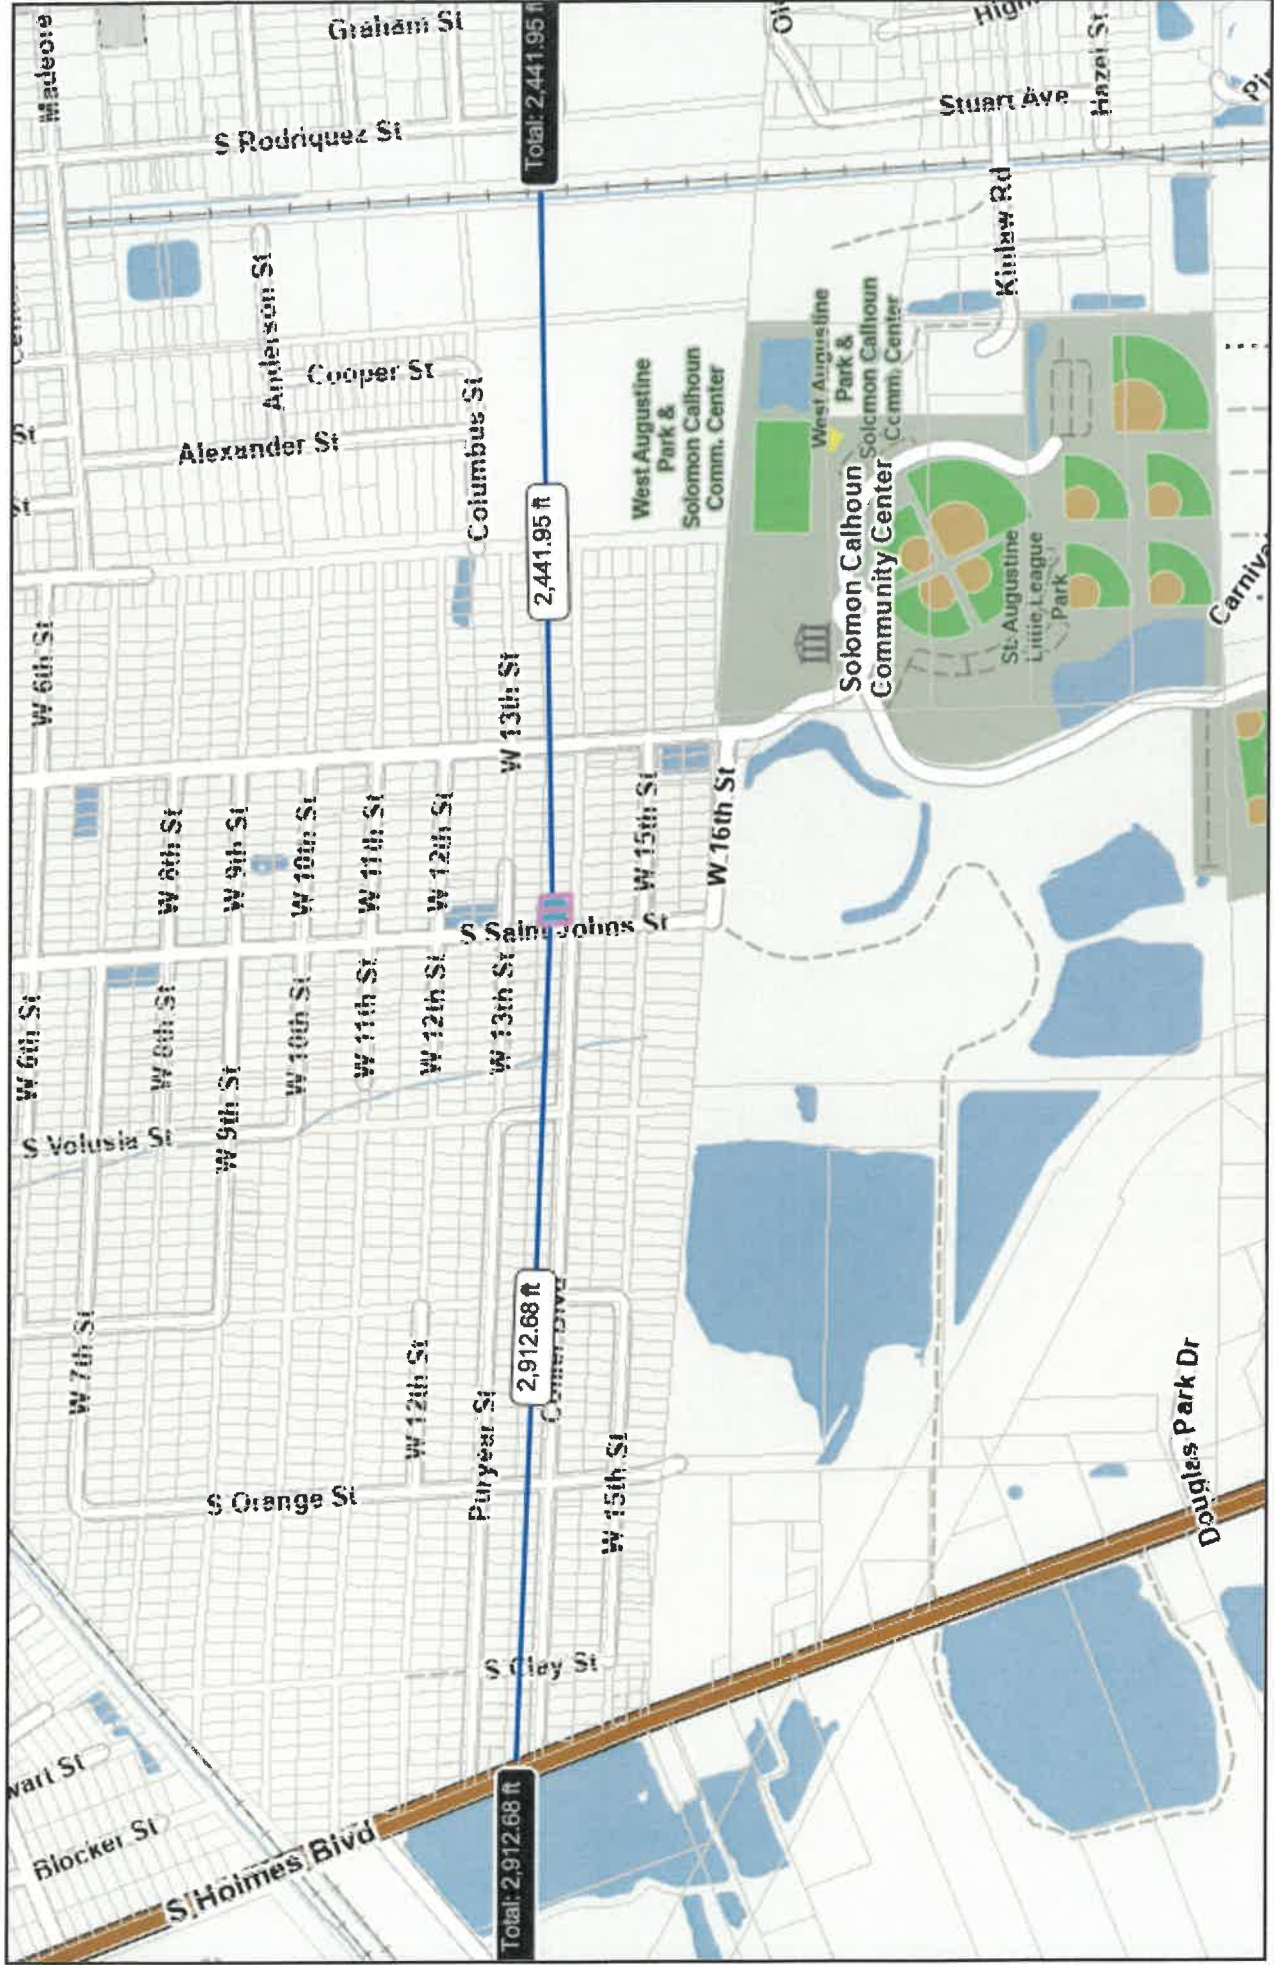 wart St
W 6th St
W 6th St
Madeore
St
St
Blocker St
W 7th St
S Volusia St
W 8th St
W 8th St
S Holmes Blvd
S Orange St
W 9th St
W 9th St
Alexander St
Anderson St
S Rodriquez St
W 10th St
W 10th St
Cooper St
W 11th St
W 11th St
Graham St
W 12th St
W 12th St
W 12th St
Columbus St
Puryear St
W 13th St
W 13th St
S Clay St
S Saint Johns St
Total: 2,912.68 ft
2,912.68 ft
2,441.95 ft
Total: 2,441.95 ft
W 15th St
W 15th St
W 16th St
West Augustine
Park &
Solomon Calhoun
Comm. Center
West Augustine
Park &
Solomon Calhoun
Comm. Center
Solomon Calhoun
Community Center
St. Augustine
Little League
Park
Stuart Ave
Kinlaw Rd
Hazel St
Douglas Park Dr
Carniva